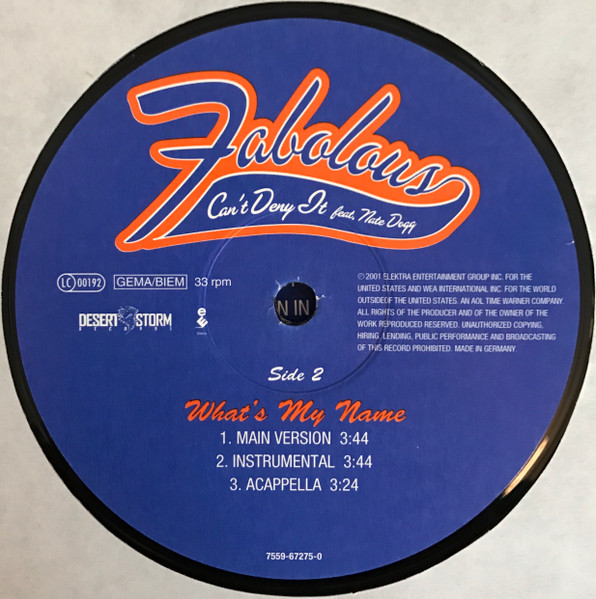 Fabolous
Can't Deny It feat. Nate Dogg
LC 00192 GEMA/BIEM 33 rpm
DESERT STORM
℗ 2001 ELEKTRA ENTERTAINMENT GROUP INC. FOR THE
UNITED STATES AND WEA INTERNATIONAL INC. FOR THE WORLD
OUTSIDEOF THE UNITED STATES. AN AOL TIME WARNER COMPANY.
ALL RIGHTS OF THE PRODUCER AND OF THE OWNER OF THE
WORK REPRODUCED RESERVED. UNAUTHORIZED COPYING,
HIRING, LENDING, PUBLIC PERFORMANCE AND BROADCASTING
OF THIS RECORD PROHIBITED. MADE IN GERMANY.
N IN
Side 2
What's My Name
1. MAIN VERSION 3:44
2. INSTRUMENTAL 3:44
3. ACAPPELLA 3:24
7559-67275-0